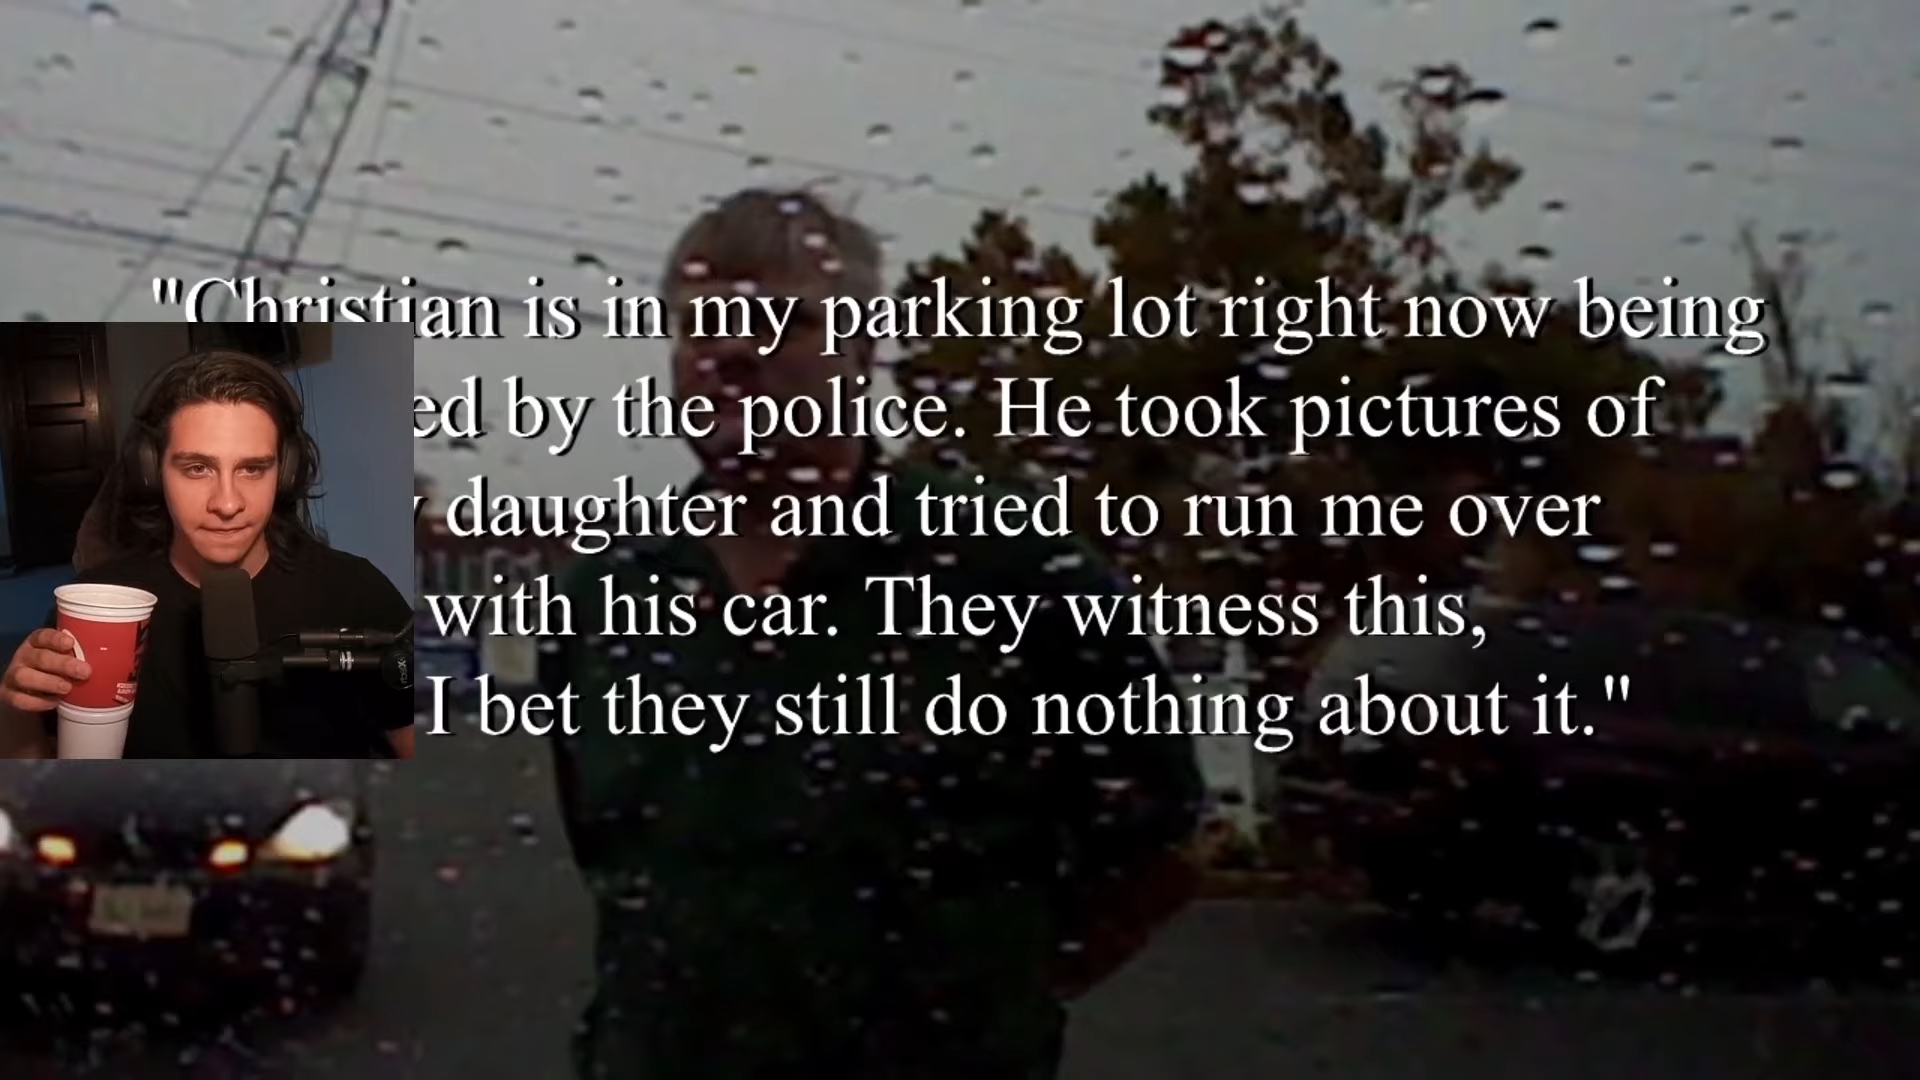 "Christian is in my parking lot right now being
by the police. He took pictures of
daughter and tried to run me over
with his car. They witness this,
I bet they still do nothing about it."